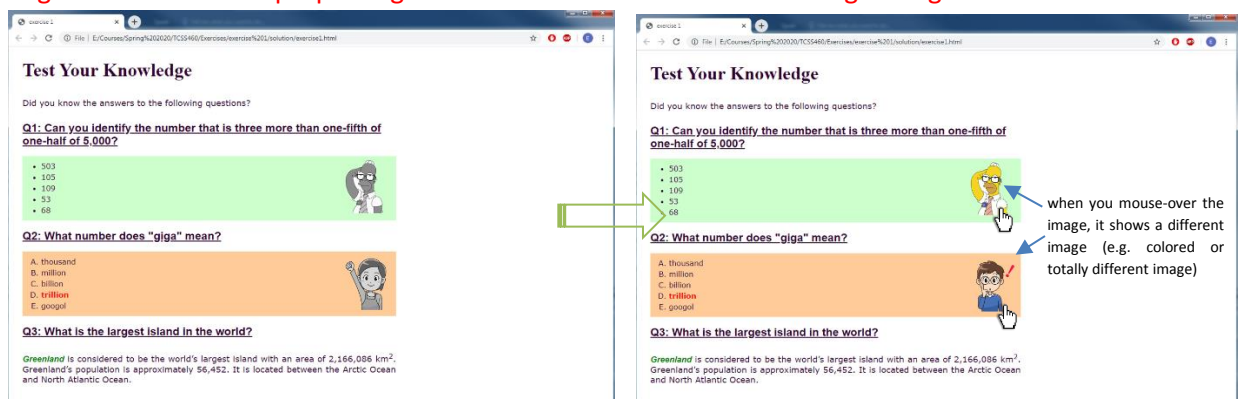 exercise 1
File | E:/Courses/Spring%202020/TCSS460/Exercises/exercise%201/solution/exercise1.html
Test Your Knowledge
Did you know the answers to the following questions?
Q1: Can you identify the number that is three more than one-fifth of
one-half of 5,000?
• 503
• 105
• 109
• 53
• 68
Q2: What number does "giga" mean?
A. thousand
B. million
C. billion
D. trillion
E. googol
Q3: What is the largest island in the world?
Greenland is considered to be the world's largest island with an area of 2,166,086 km².
Greenland's population is approximately 56,452. It is located between the Arctic Ocean
and North Atlantic Ocean.
exercise 1
File | E:/Courses/Spring%202020/TCSS460/Exercises/exercise%201/solution/exercise1.html
Test Your Knowledge
Did you know the answers to the following questions?
Q1: Can you identify the number that is three more than one-fifth of
one-half of 5,000?
• 503
• 105
• 109
• 53
• 68
Q2: What number does "giga" mean?
A. thousand
B. million
C. billion
D. trillion
E. googol
Q3: What is the largest island in the world?
Greenland is considered to be the world's largest island with an area of 2,166,086 km².
Greenland's population is approximately 56,452. It is located between the Arctic Ocean
and North Atlantic Ocean.
when you mouse-over the
image, it shows a different
image (e.g. colored or
totally different image)